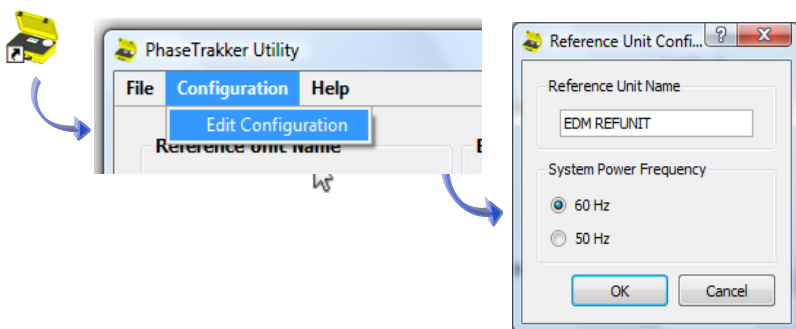 PhaseTrakker Utility
File Configuration Help
Edit Configuration
Reference Unit Name
Reference Unit Confi...
Reference Unit Name
EDM REFUNIT
System Power Frequency
60 Hz
50 Hz
OK Cancel